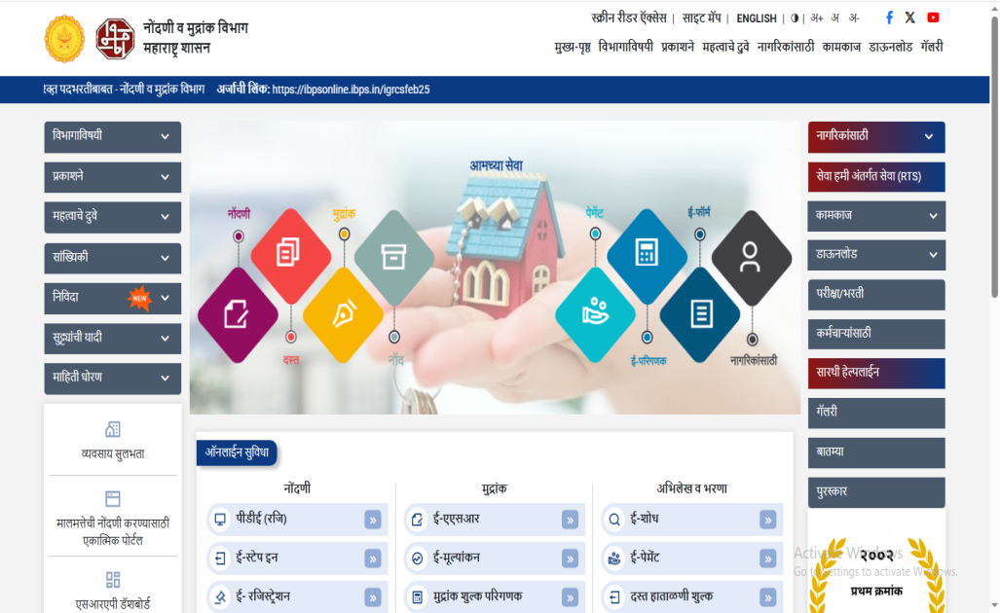 स्क्रीन रीडर ऍक्सेस | साइट मॅप | ENGLISH | अ+ अ अ-
नोंदणी व मुद्रांक विभाग
महाराष्ट्र शासन
मुख्य-पृष्ठ विभागाविषयी प्रकाशने महत्वाचे दुवे नागरिकांसाठी कामकाज डाऊनलोड गॅलरी
पदभरतीबाबत - नोंदणी व मुद्रांक विभाग अर्जाची लिंक: https://ibpsonline.ibps.in/igrcsfeb25
विभागाविषयी
प्रकाशने
महत्वाचे दुवे
सांख्यिकी
निविदा NEW
सुट्ट्यांची यादी
माहिती धोरण
व्यवसाय सुलभता
मालमत्तेची नोंदणी करण्यासाठी
एकात्मिक पोर्टल
एसआरएपी डॅशबोर्ड
आमच्या सेवा
नोंदणी
मुद्रांक
पेमेंट
ई-फॉर्म
दस्त
नोंद
ई-परिगणक
नागरिकांसाठी
ऑनलाईन सुविधा
नोंदणी
मुद्रांक
अभिलेख व भरणा
पीडीई (रजि)
ई-एएसआर
ई-शोध
ई-स्टेप इन
ई-मूल्यांकन
ई-पेमेंट
ई- रजिस्ट्रेशन
मुद्रांक शुल्क परिगणक
दस्त हाताळणी शुल्क
नागरिकांसाठी
सेवा हमी अंतर्गत सेवा (RTS)
कामकाज
डाऊनलोड
परीक्षा/भरती
कर्मचाऱ्यांसाठी
सारथी हेल्पलाईन
गॅलरी
बातम्या
पुरस्कार
२००२
प्रथम क्रमांक
Activate Windows
Go to Settings to activate Windows.